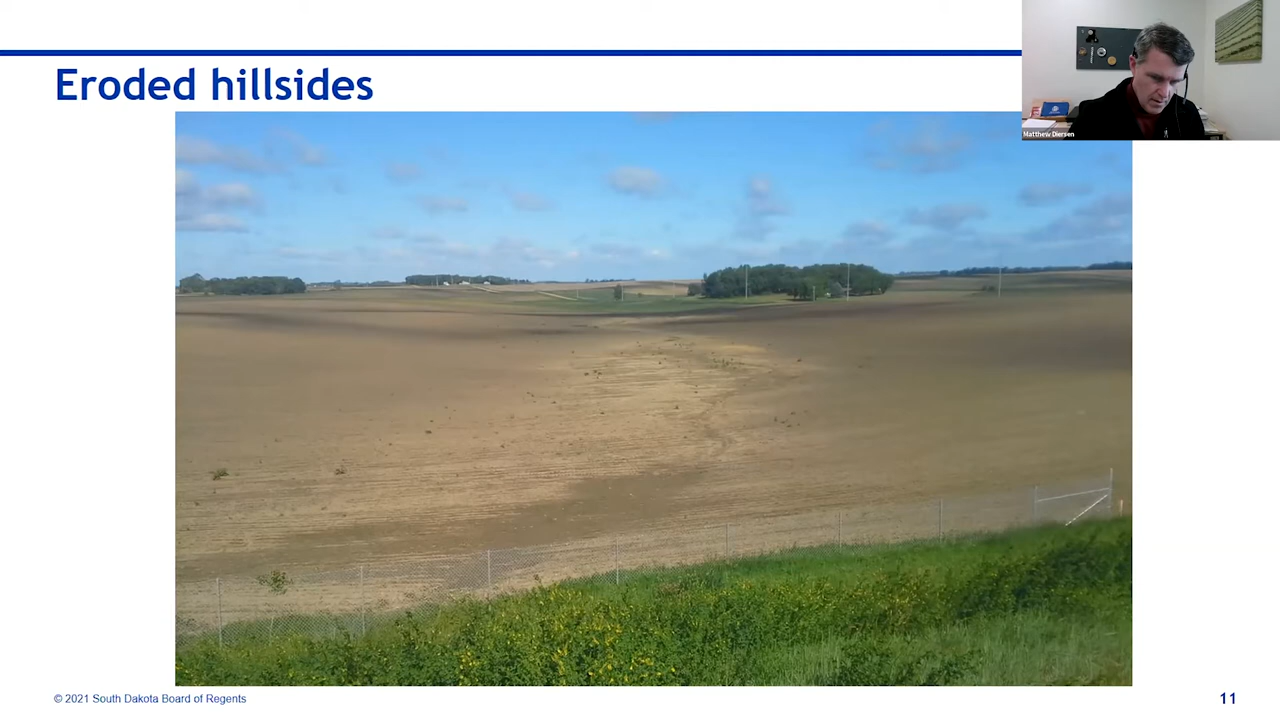 Eroded hillsides
Matthew Diersen
© 2021 South Dakota Board of Regents
11